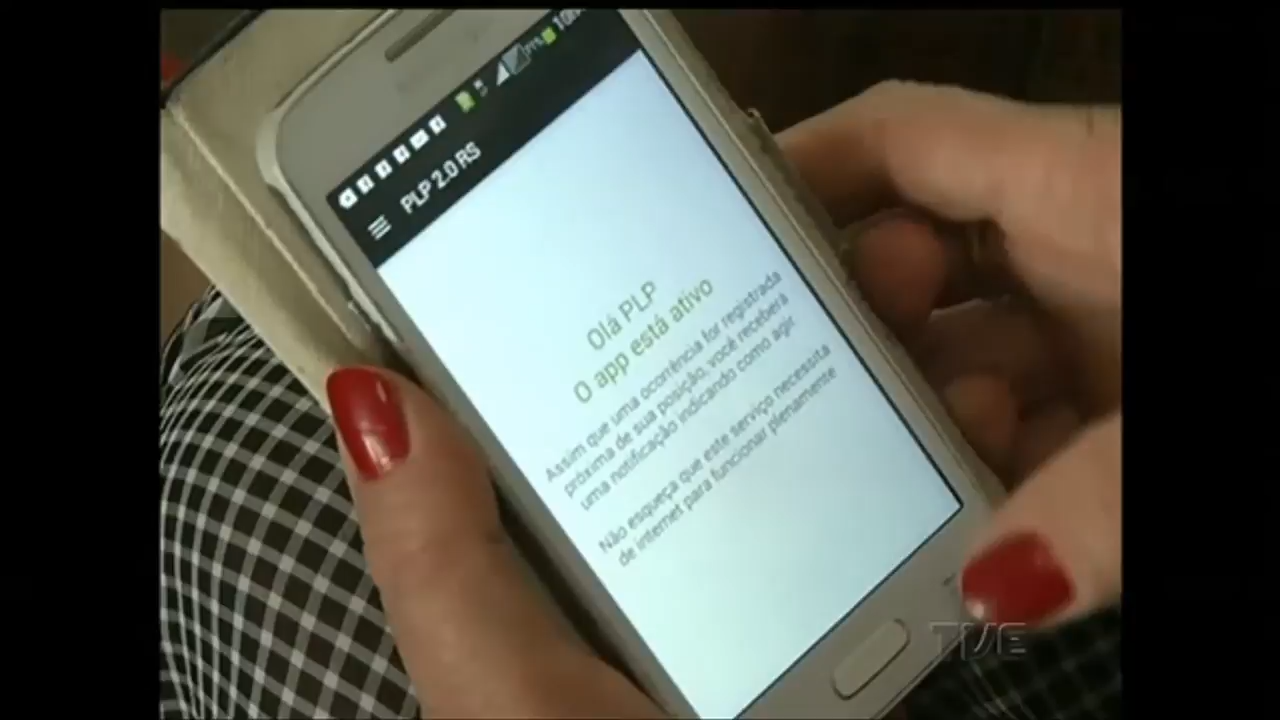 PLP 2.0 RS
Olá PLP
O app está ativo
Assim que uma ocorrência for registrada
próxima de sua posição, você receberá
uma notificação indicando como agir
Não esqueça que este serviço necessita
de internet para funcionar plenamente
TVE